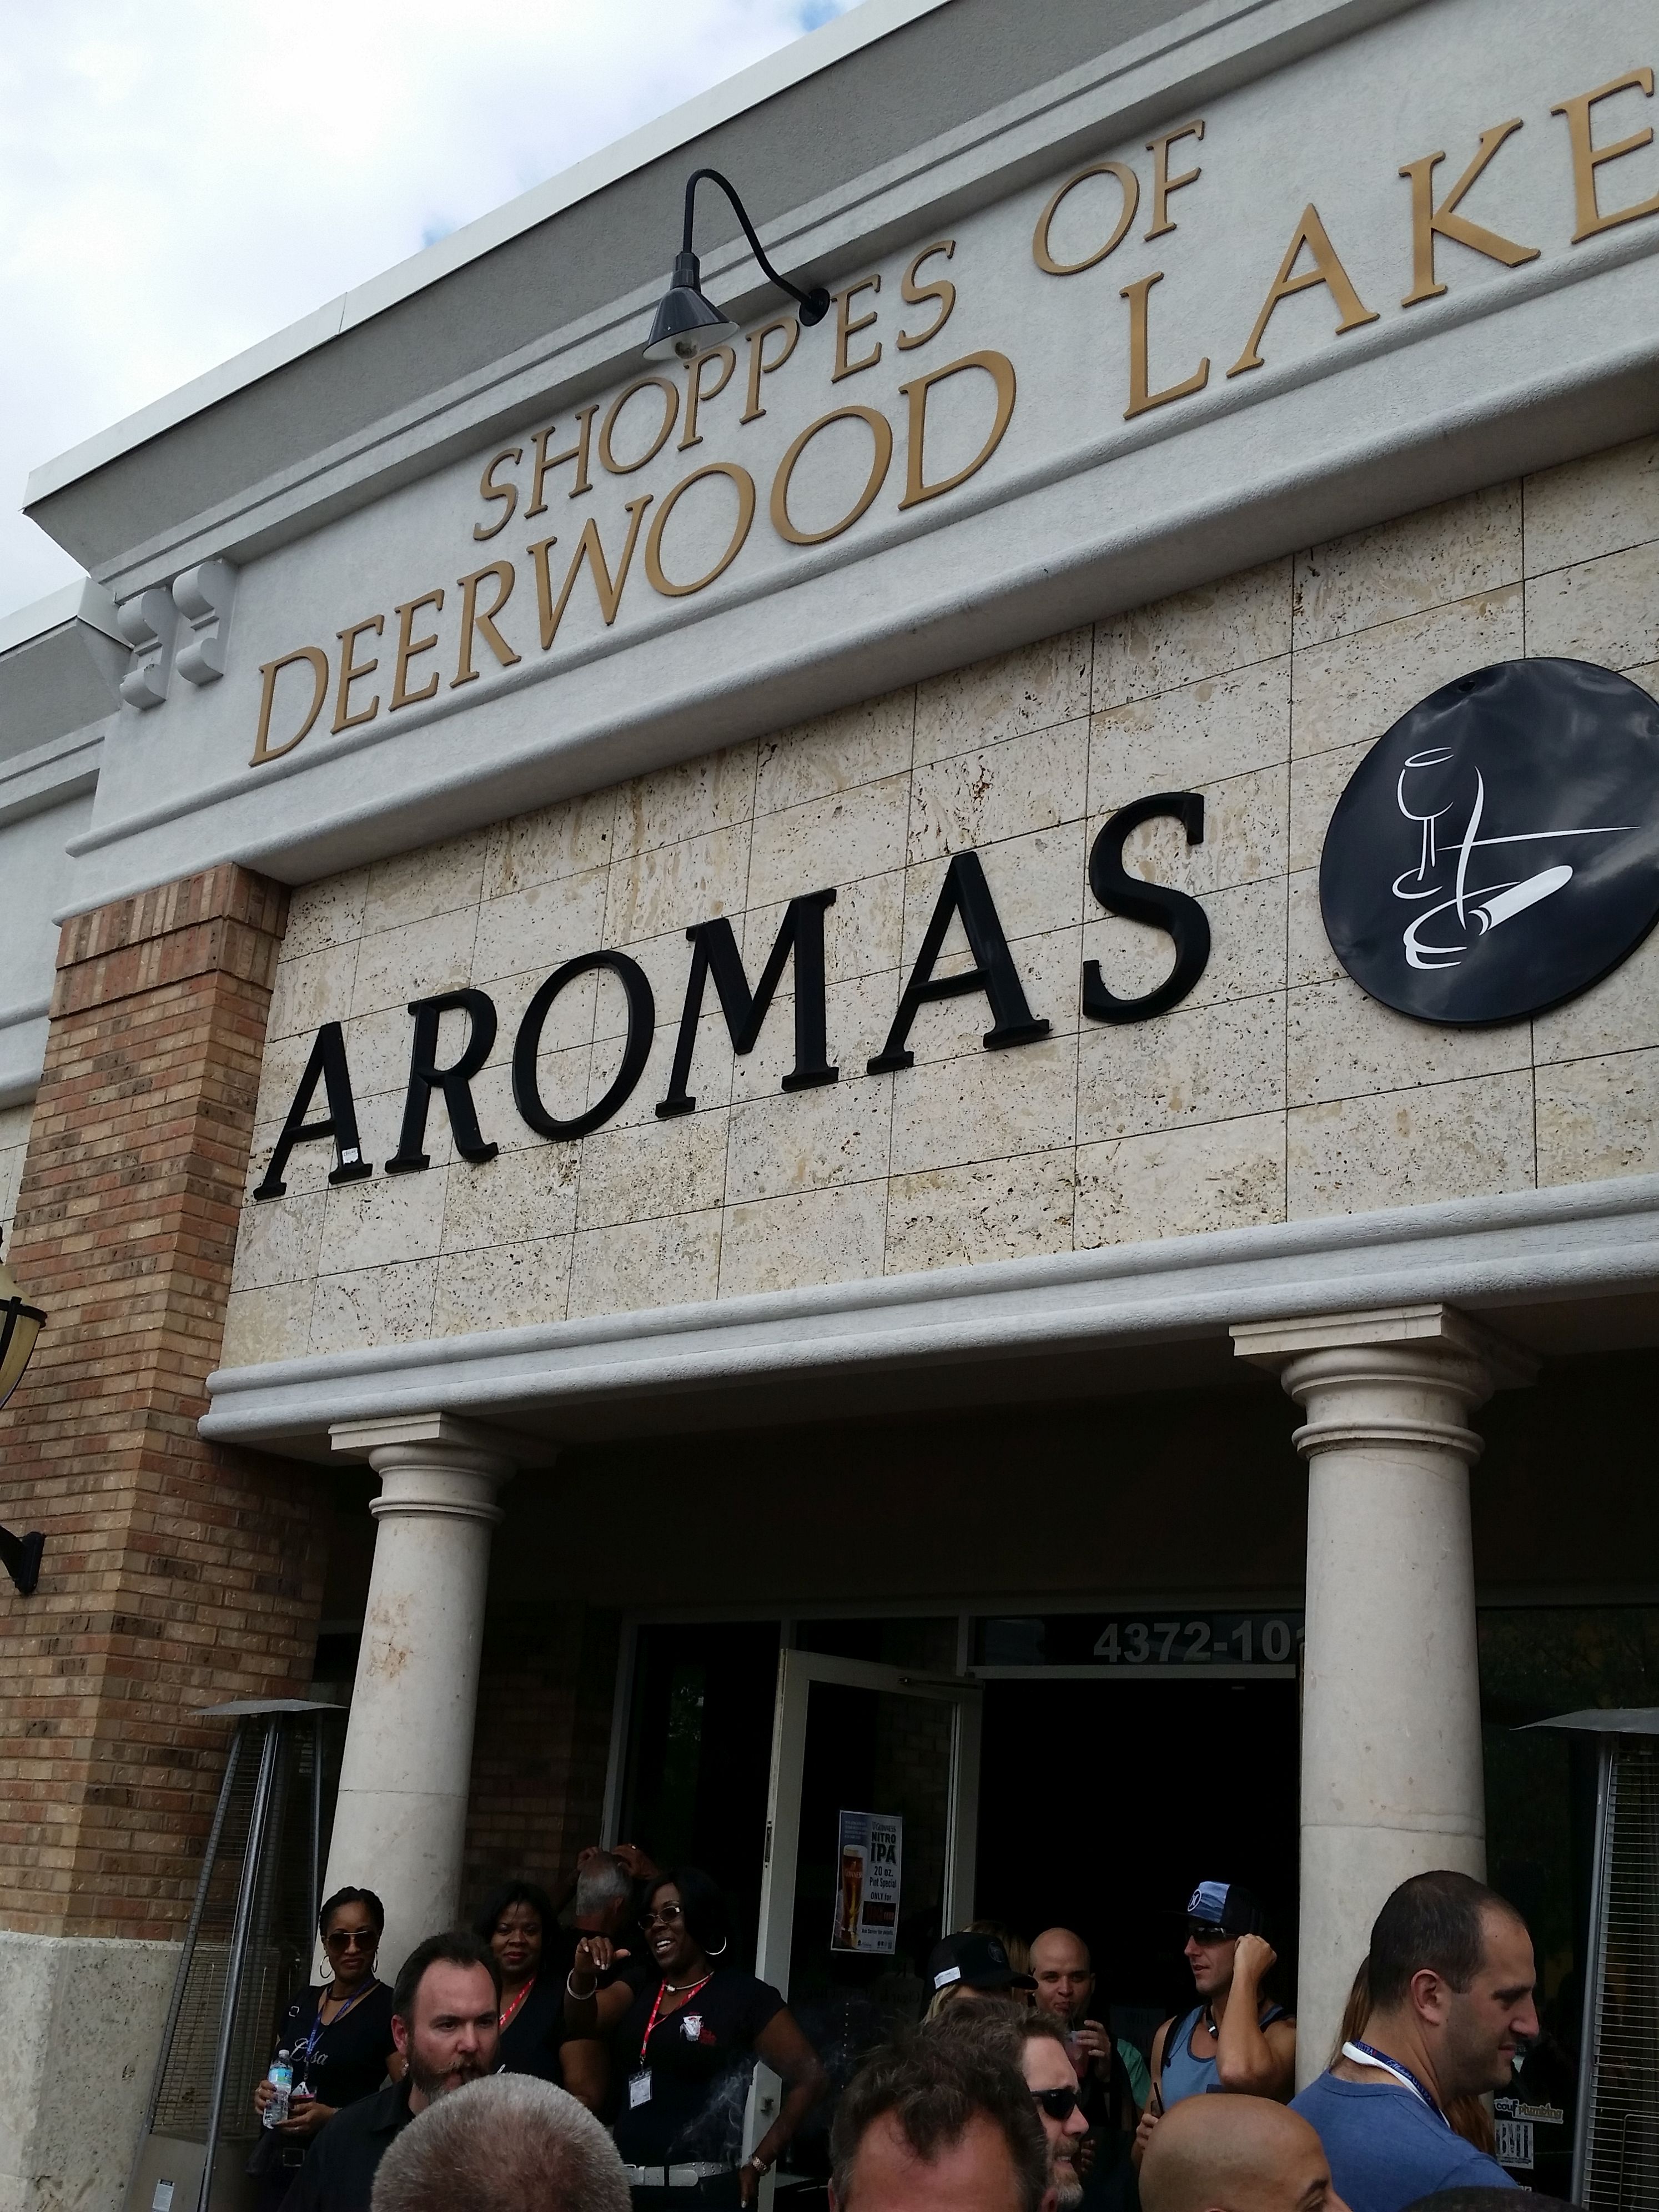 SHOPPES OF
DEERWOOD LAKE
AROMAS
4372-10
NITRO
IPA
20 oz.
Pint Special
ONLY for